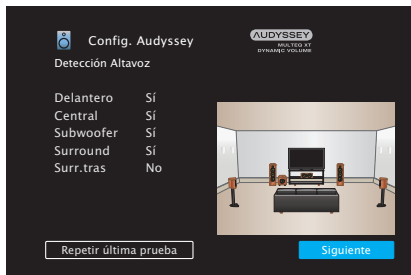 Config. Audyssey
AUDYSSEY
MULTEQ XT
DYNAMIC VOLUME
Detección Altavoz
Delantero Sí
Central Sí
Subwoofer Sí
Surround Sí
Surr.tras No
Repetir última prueba
Siguiente